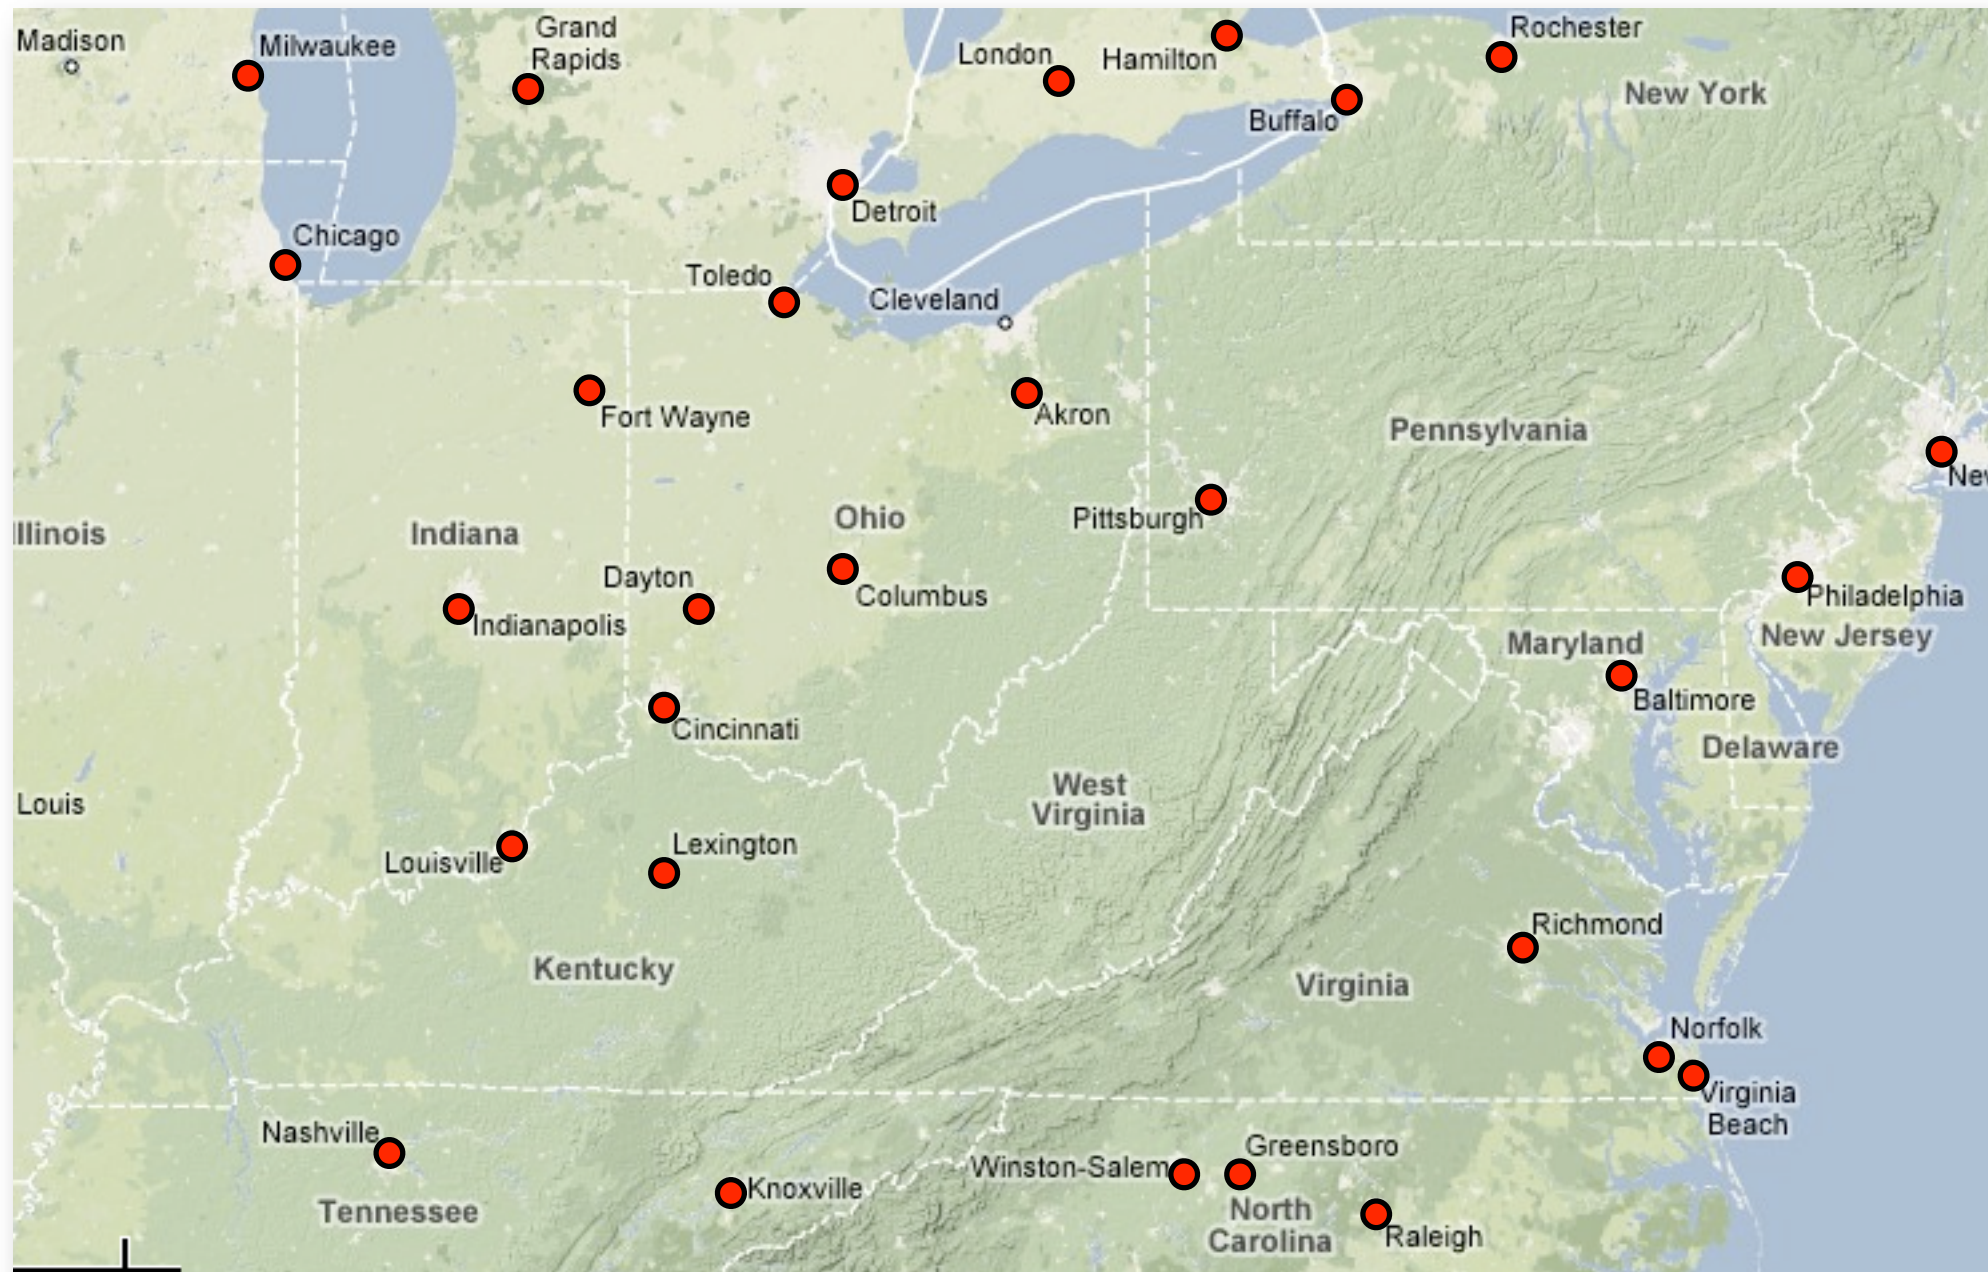 Madison
Milwaukee
Grand
Rapids
London
Hamilton
Rochester
New York
Buffalo
Detroit
Chicago
Toledo
Cleveland
Fort Wayne
Akron
Pennsylvania
New
Pittsburgh
Ohio
Illinois
Indiana
Dayton
Columbus
Philadelphia
Indianapolis
New Jersey
Maryland
Baltimore
Cincinnati
Delaware
West
Virginia
Louis
Lexington
Louisville
Richmond
Kentucky
Virginia
Norfolk
Virginia
Beach
Nashville
Greensboro
Winston-Salem
Knoxville
Tennessee
North
Carolina
Raleigh